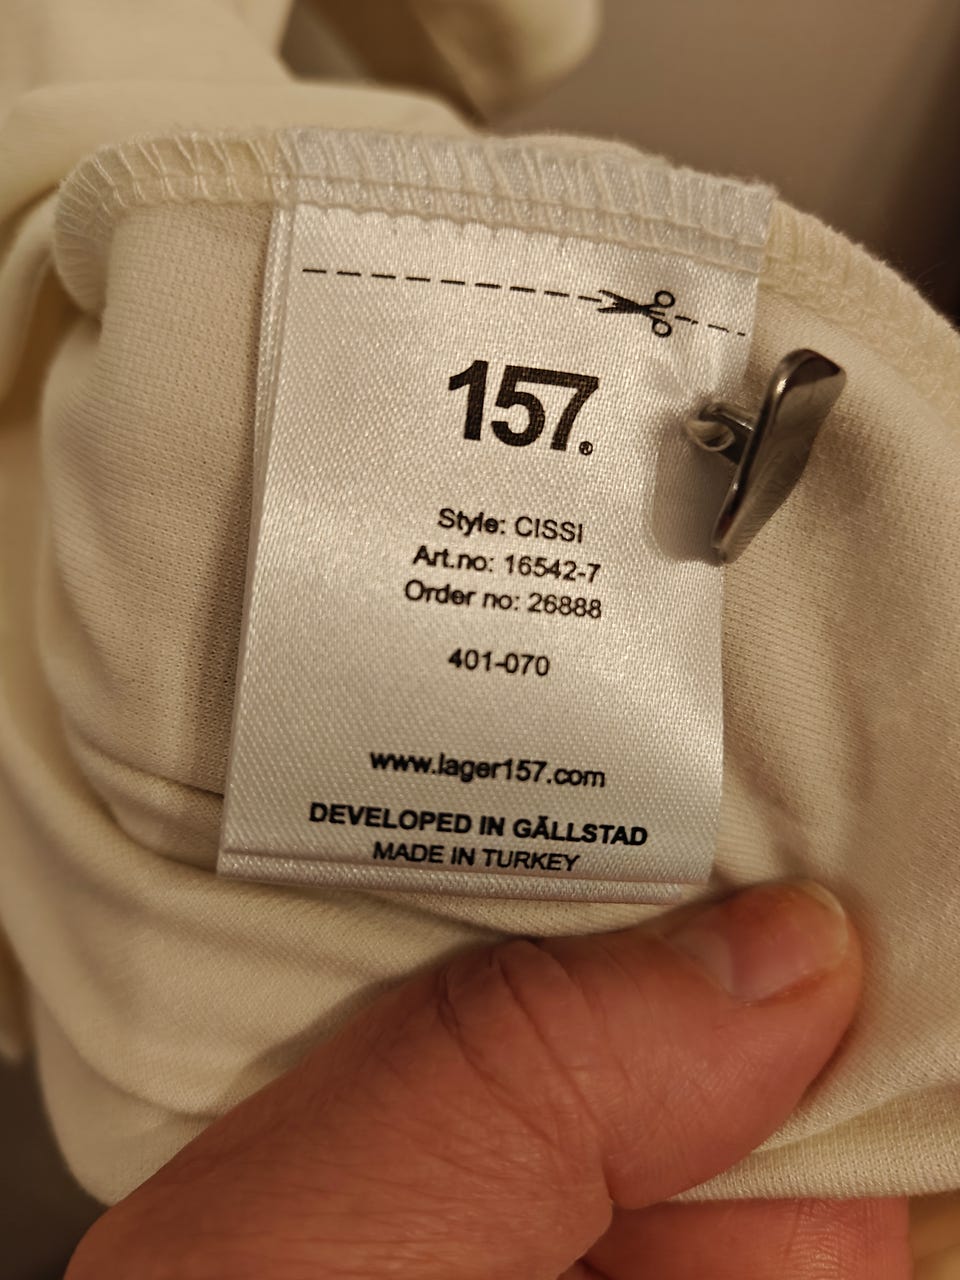 157.®
Style: CISSI
Art.no: 16542-7
Order no: 26888
401-070
www.lager157.com
DEVELOPED IN GÄLLSTAD
MADE IN TURKEY